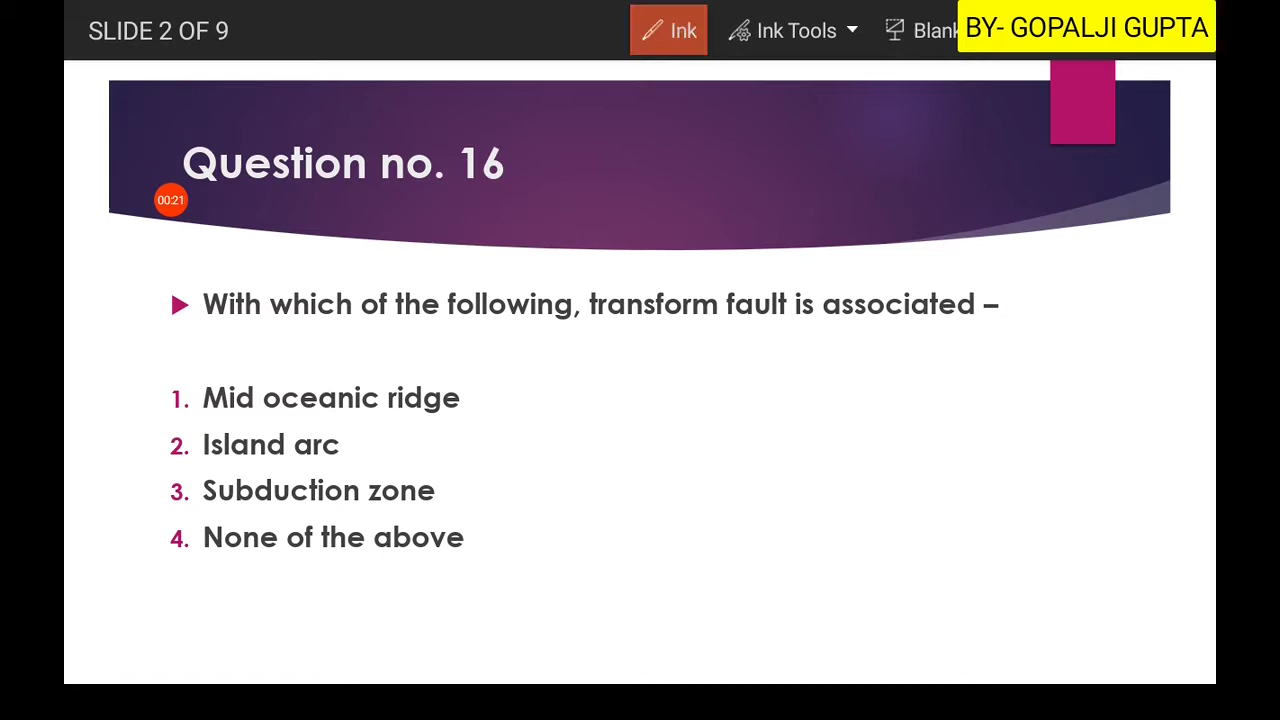 SLIDE 2 OF 9
Ink
Ink Tools
Blank
BY- GOPALJI GUPTA
Question no. 16
00:21
With which of the following, transform fault is associated –
1. Mid oceanic ridge
2. Island arc
3. Subduction zone
4. None of the above